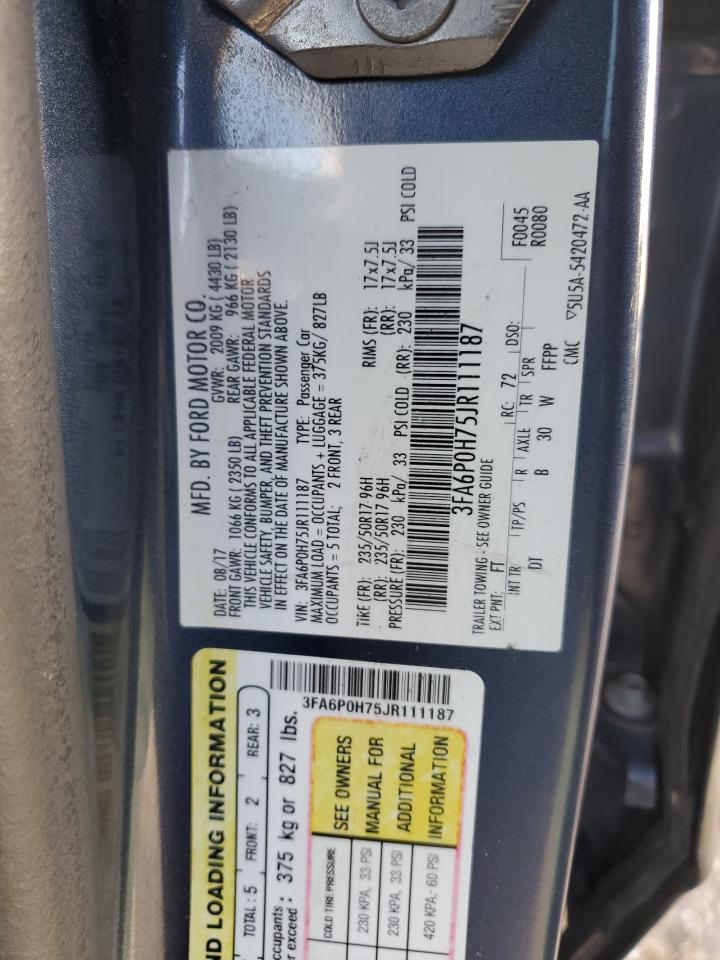 MFD. BY FORD MOTOR CO.
DATE: 08/17 GVWR: 2009 KG ( 4430 LB)
FRONT GAWR: 1066 KG ( 2350 LB) REAR GAWR: 966 KG ( 2130 LB)
THIS VEHICLE CONFORMS TO ALL APPLICABLE FEDERAL MOTOR
VEHICLE SAFETY, BUMPER, AND THEFT PREVENTION STANDARDS
IN EFFECT ON THE DATE OF MANUFACTURE SHOWN ABOVE.
VIN: 3FA6P0H75JR111187 TYPE: Passenger Car
MAXIMUM LOAD = OCCUPANTS + LUGGAGE = 375KG/ 827LB
OCCUPANTS = 5 TOTAL; 2 FRONT, 3 REAR
TIRE (FR): 235/50R17 96H RIMS (FR): 17x7.5J
(RR): 235/50R17 96H (RR): 17x7.5J
PRESSURE (FR): 230 kPa/ 33 PSI COLD (RR): 230 kPa/ 33 PSI COLD
3FA6P0H75JR111187
TRAILER TOWING - SEE OWNER GUIDE
EXT PNT: FT RC: 72 DSO: F0045
R0080
INT TR TP/PS R AXLE TR SPR
DT B 30 W FFPP
CMC ▽5U5A-5420472-AA
ND LOADING INFORMATION
TOTAL: 5 FRONT: 2 REAR: 3
ccupants:
er exceed: 375 kg or 827 lbs.
3FA6P0H75JR111187
COLD TIRE PRESSURE
230 KPA, 33 PSI
230 KPA, 33 PSI
420 KPA, 60 PSI
SEE OWNERS
MANUAL FOR
ADDITIONAL
INFORMATION